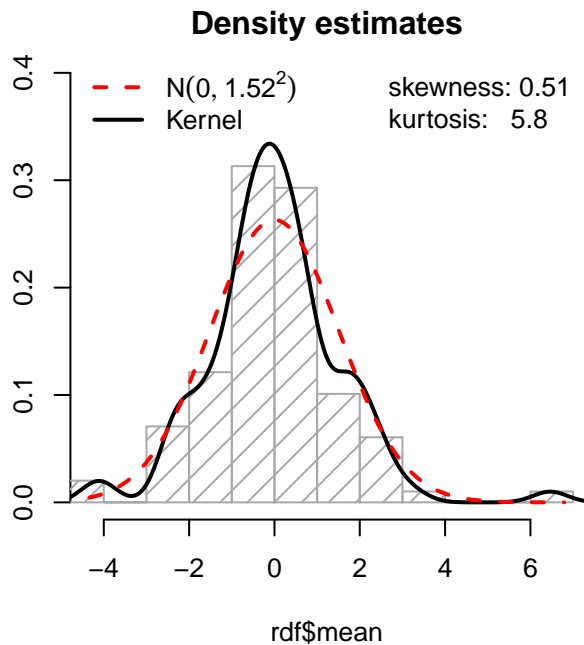 Density estimates
N(0, 1.52²) skewness: 0.51
Kernel kurtosis: 5.8
0.4
0.3
0.2
0.1
0.0
−4 −2 0 2 4 6
rdf$mean